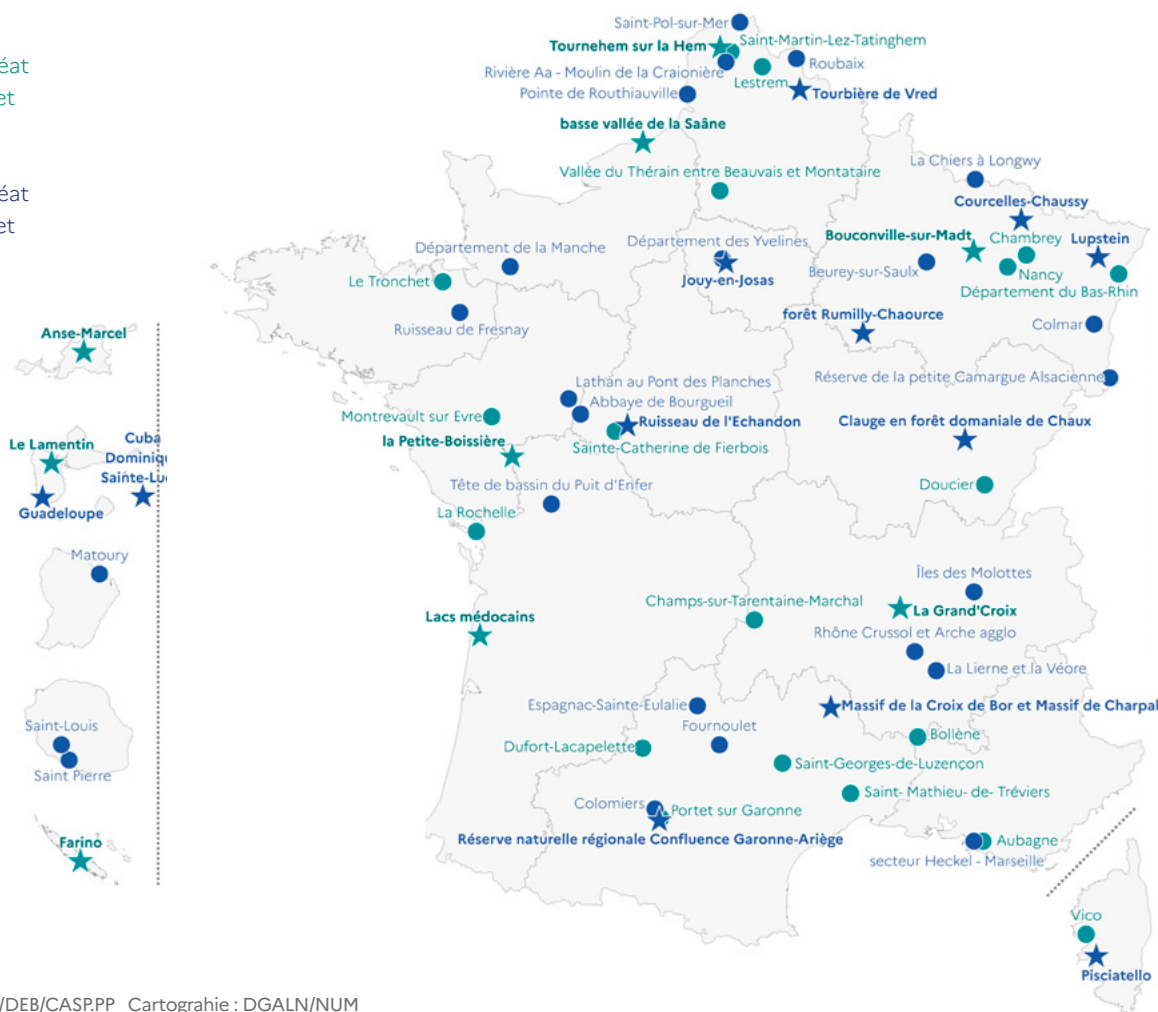 éat
et
éat
et
Saint-Pol-sur-Mer
Tournehem sur la Hem
Saint-Martin-Lez-Tatinghem
Rivière Aa - Moulin de la Craionière
Roubaix
Lestrem
Pointe de Routhiauville
Tourbière de Vred
basse vallée de la Saâne
Vallée du Thérain entre Beauvais et Montataire
La Chiers à Longwy
Courcelles-Chaussy
Département de la Manche
Département des Yvelines
Bouconville-sur-Madt
Chambrey
Lupstein
Le Tronchet
Jouy-en-Josas
Beurey-sur-Saulx
Nancy
Département du Bas-Rhin
Ruisseau de Fresnay
forêt Rumilly-Chaource
Colmar
Anse-Marcel
Réserve de la petite Camargue Alsacienne
Lathan au Pont des Planches
Abbaye de Bourgueil
Montrevault sur Evre
Ruisseau de l'Echandon
Clauge en forêt domaniale de Chaux
la Petite-Boissière
Sainte-Catherine de Fierbois
Le Lamentin
Cuba
Dominiqu
Sainte-Luc
Guadeloupe
Tête de bassin du Puit d'Enfer
Doucier
La Rochelle
Matoury
Îles des Molottes
Champs-sur-Tarentaine-Marchal
La Grand'Croix
Lacs médocains
Rhône Crussol et Arche agglo
La Lierne et la Véore
Espagnac-Sainte-Eulalie
Massif de la Croix de Bor et Massif de Charpal
Saint-Louis
Fournoulet
Bollène
Dufort-Lacapelette
Saint-Georges-de-Luzençon
Saint Pierre
Saint- Mathieu- de- Tréviers
Colomiers
Portet sur Garonne
Réserve naturelle régionale Confluence Garonne-Ariège
Farino
Aubagne
secteur Heckel - Marseille
Vico
Pisciatello
/DEB/CASP.PP Cartograhie : DGALN/NUM